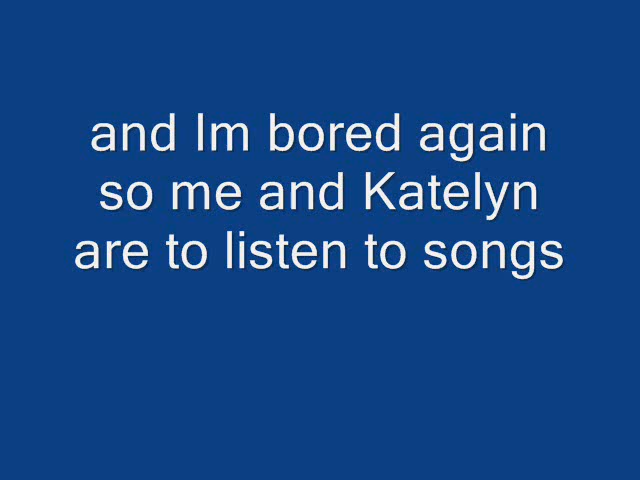 and Im bored again
so me and Katelyn
are to listen to songs